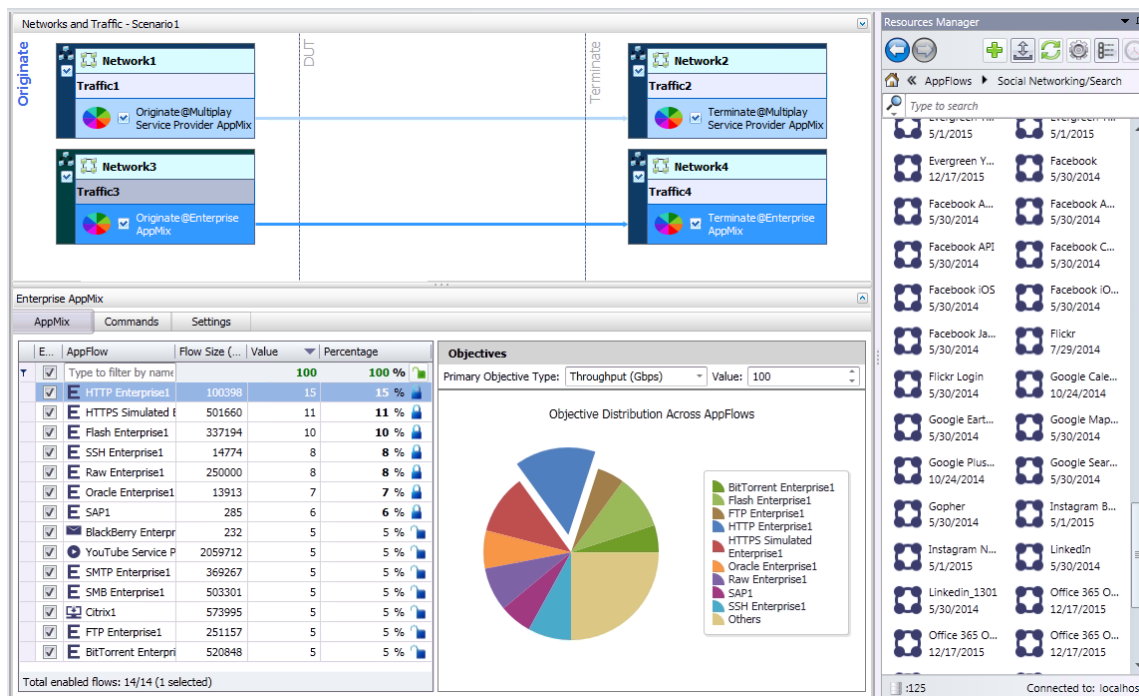 Networks and Traffic - Scenario1
Originate
DUT
Terminate
Network1
Traffic1
Originate@Multiplay
Service Provider AppMix
Network2
Traffic2
Terminate@Multiplay
Service Provider AppMix
Network3
Traffic3
Originate@Enterprise
AppMix
Network4
Traffic4
Terminate@Enterprise
AppMix
Enterprise AppMix
AppMix Commands Settings
E... AppFlow Flow Size (... Value Percentage
Type to filter by name 100 100 %
HTTP Enterprise1 100398 15 15 %
HTTPS Simulated E 501660 11 11 %
Flash Enterprise1 337194 10 10 %
SSH Enterprise1 14774 8 8 %
Raw Enterprise1 250000 8 8 %
Oracle Enterprise1 13913 7 7 %
SAP1 285 6 6 %
BlackBerry Enterpr 232 5 5 %
YouTube Service P 2059712 5 5 %
SMTP Enterprise1 369267 5 5 %
SMB Enterprise1 503301 5 5 %
Citrix1 573995 5 5 %
FTP Enterprise1 251157 5 5 %
BitTorrent Enterpri 520848 5 5 %
Total enabled flows: 14/14 (1 selected)
Objectives
Primary Objective Type: Throughput (Gbps) Value: 100
Objective Distribution Across AppFlows
BitTorrent Enterprise1
Flash Enterprise1
FTP Enterprise1
HTTP Enterprise1
HTTPS Simulated
Enterprise1
Oracle Enterprise1
Raw Enterprise1
SAP1
SSH Enterprise1
Others
Resources Manager
AppFlows Social Networking/Search
Type to search
5/1/2015 5/1/2015
Evergreen Y... Facebook
12/17/2015 5/30/2014
Facebook A... Facebook A...
5/30/2014 5/30/2014
Facebook API Facebook C...
5/30/2014 5/30/2014
Facebook iOS Facebook iO...
5/30/2014 5/30/2014
Facebook Ja... Flickr
5/30/2014 7/29/2014
Flickr Login Google Cale...
5/30/2014 10/24/2014
Google Eart... Google Map...
5/30/2014 5/30/2014
Google Plus... Google Sear...
10/24/2014 5/30/2014
Gopher Instagram B...
5/30/2014 5/1/2015
Instagram N... LinkedIn
5/1/2015 5/30/2014
Linkedin_1301 Office 365 O...
5/30/2014 12/17/2015
Office 365 O... Office 365 O...
12/17/2015 12/17/2015
:125 Connected to: localhos